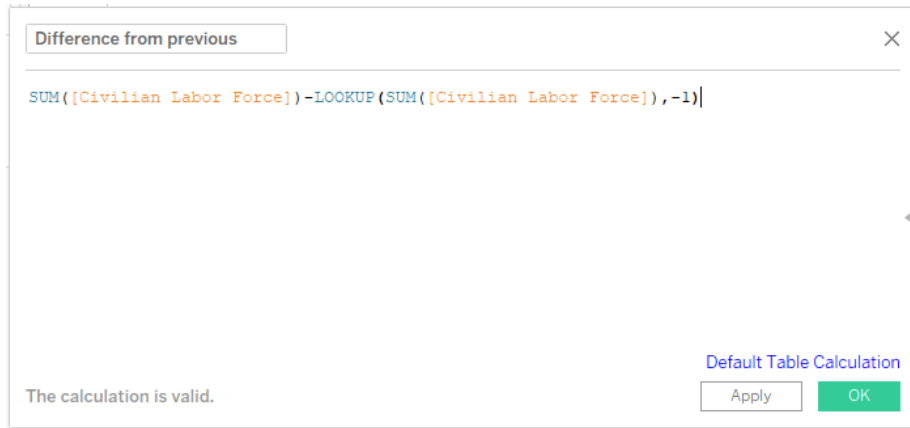 Difference from previous
SUM([Civilian Labor Force])-LOOKUP(SUM([Civilian Labor Force]),-1)
Default Table Calculation
The calculation is valid.
Apply
OK